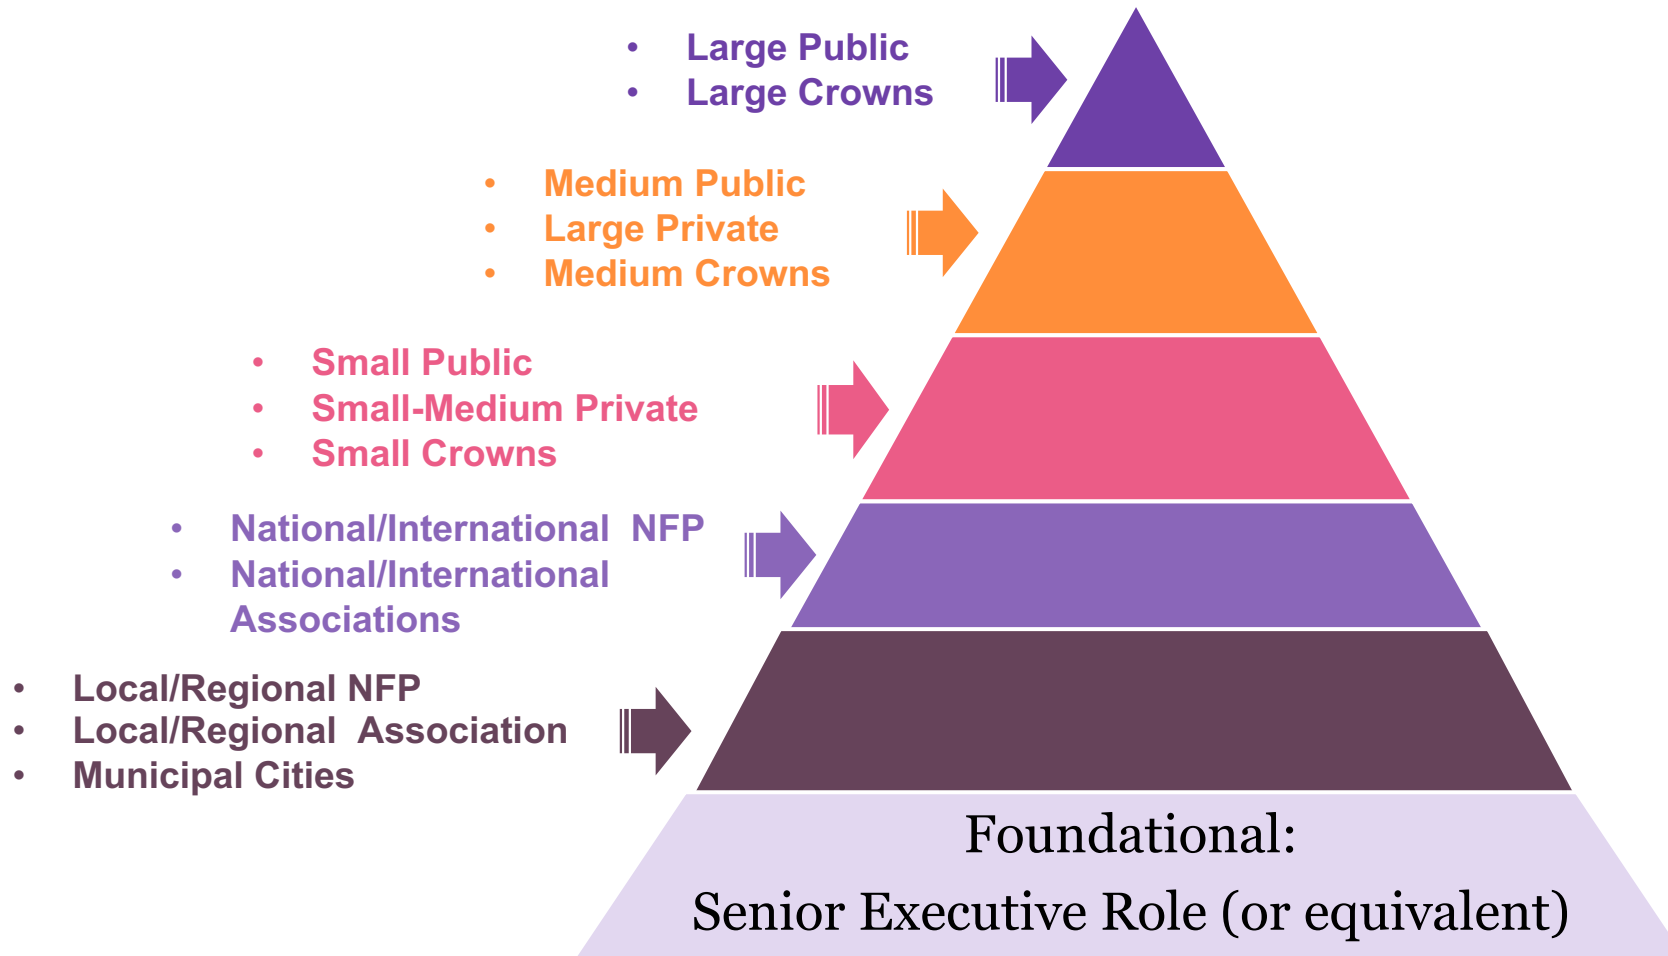 • Large Public
• Large Crowns
• Medium Public
• Large Private
• Medium Crowns
• Small Public
• Small-Medium Private
• Small Crowns
• National/International  NFP
• National/International
Associations
• Local/Regional NFP
• Local/Regional  Association
• Municipal Cities
Foundational:
Senior Executive Role (or equivalent)